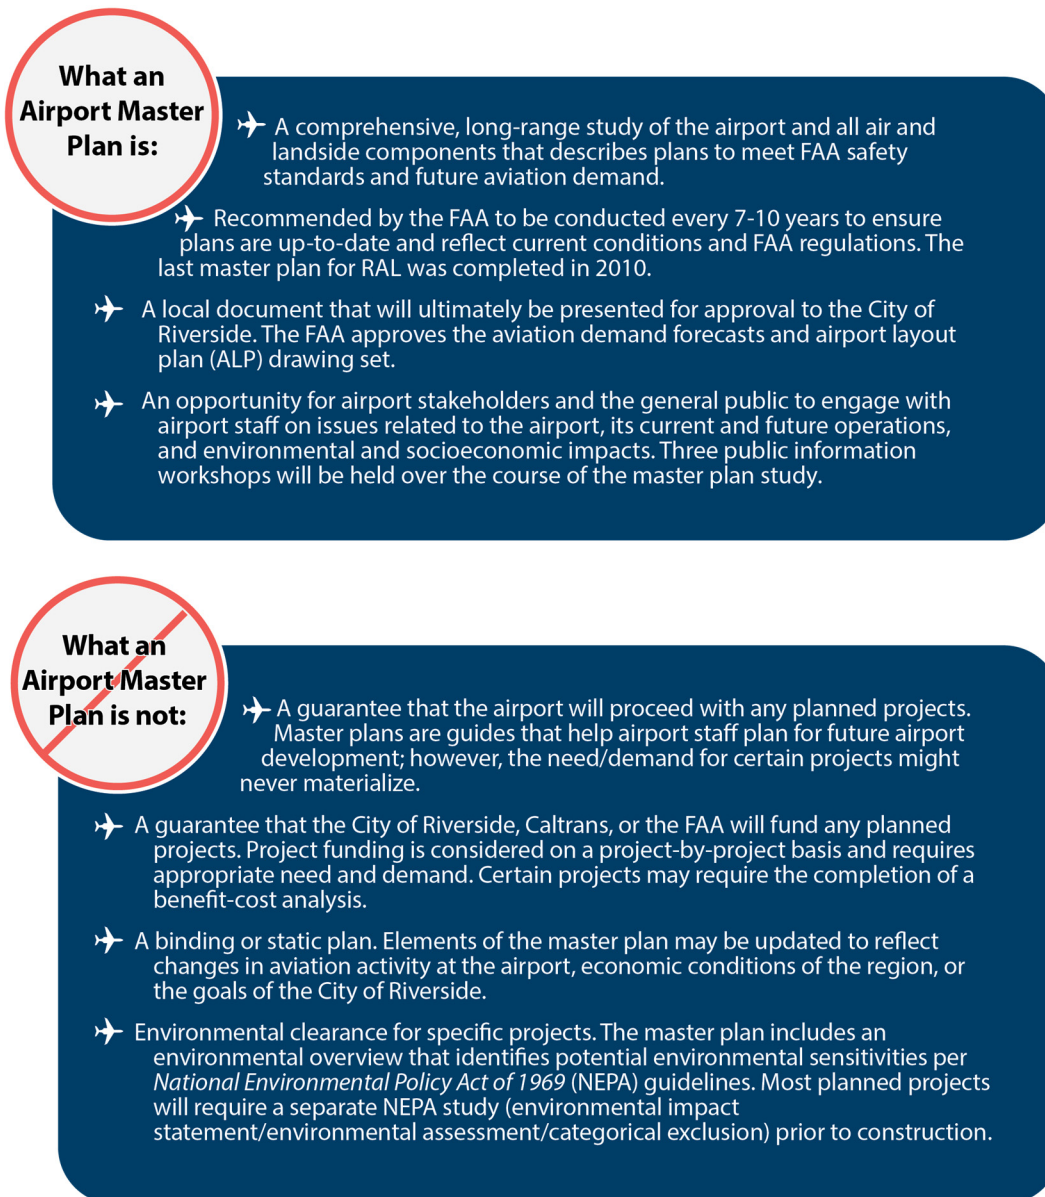 What an
Airport Master
Plan is:
A comprehensive, long-range study of the airport and all air and
landside components that describes plans to meet FAA safety
standards and future aviation demand.
Recommended by the FAA to be conducted every 7-10 years to ensure
plans are up-to-date and reflect current conditions and FAA regulations. The
last master plan for RAL was completed in 2010.
A local document that will ultimately be presented for approval to the City of
Riverside. The FAA approves the aviation demand forecasts and airport layout
plan (ALP) drawing set.
An opportunity for airport stakeholders and the general public to engage with
airport staff on issues related to the airport, its current and future operations,
and environmental and socioeconomic impacts. Three public information
workshops will be held over the course of the master plan study.
What an
Airport Master
Plan is not:
A guarantee that the airport will proceed with any planned projects.
Master plans are guides that help airport staff plan for future airport
development; however, the need/demand for certain projects might
never materialize.
A guarantee that the City of Riverside, Caltrans, or the FAA will fund any planned
projects. Project funding is considered on a project-by-project basis and requires
appropriate need and demand. Certain projects may require the completion of a
benefit-cost analysis.
A binding or static plan. Elements of the master plan may be updated to reflect
changes in aviation activity at the airport, economic conditions of the region, or
the goals of the City of Riverside.
Environmental clearance for specific projects. The master plan includes an
environmental overview that identifies potential environmental sensitivities per
National Environmental Policy Act of 1969 (NEPA) guidelines. Most planned projects
will require a separate NEPA study (environmental impact
statement/environmental assessment/categorical exclusion) prior to construction.